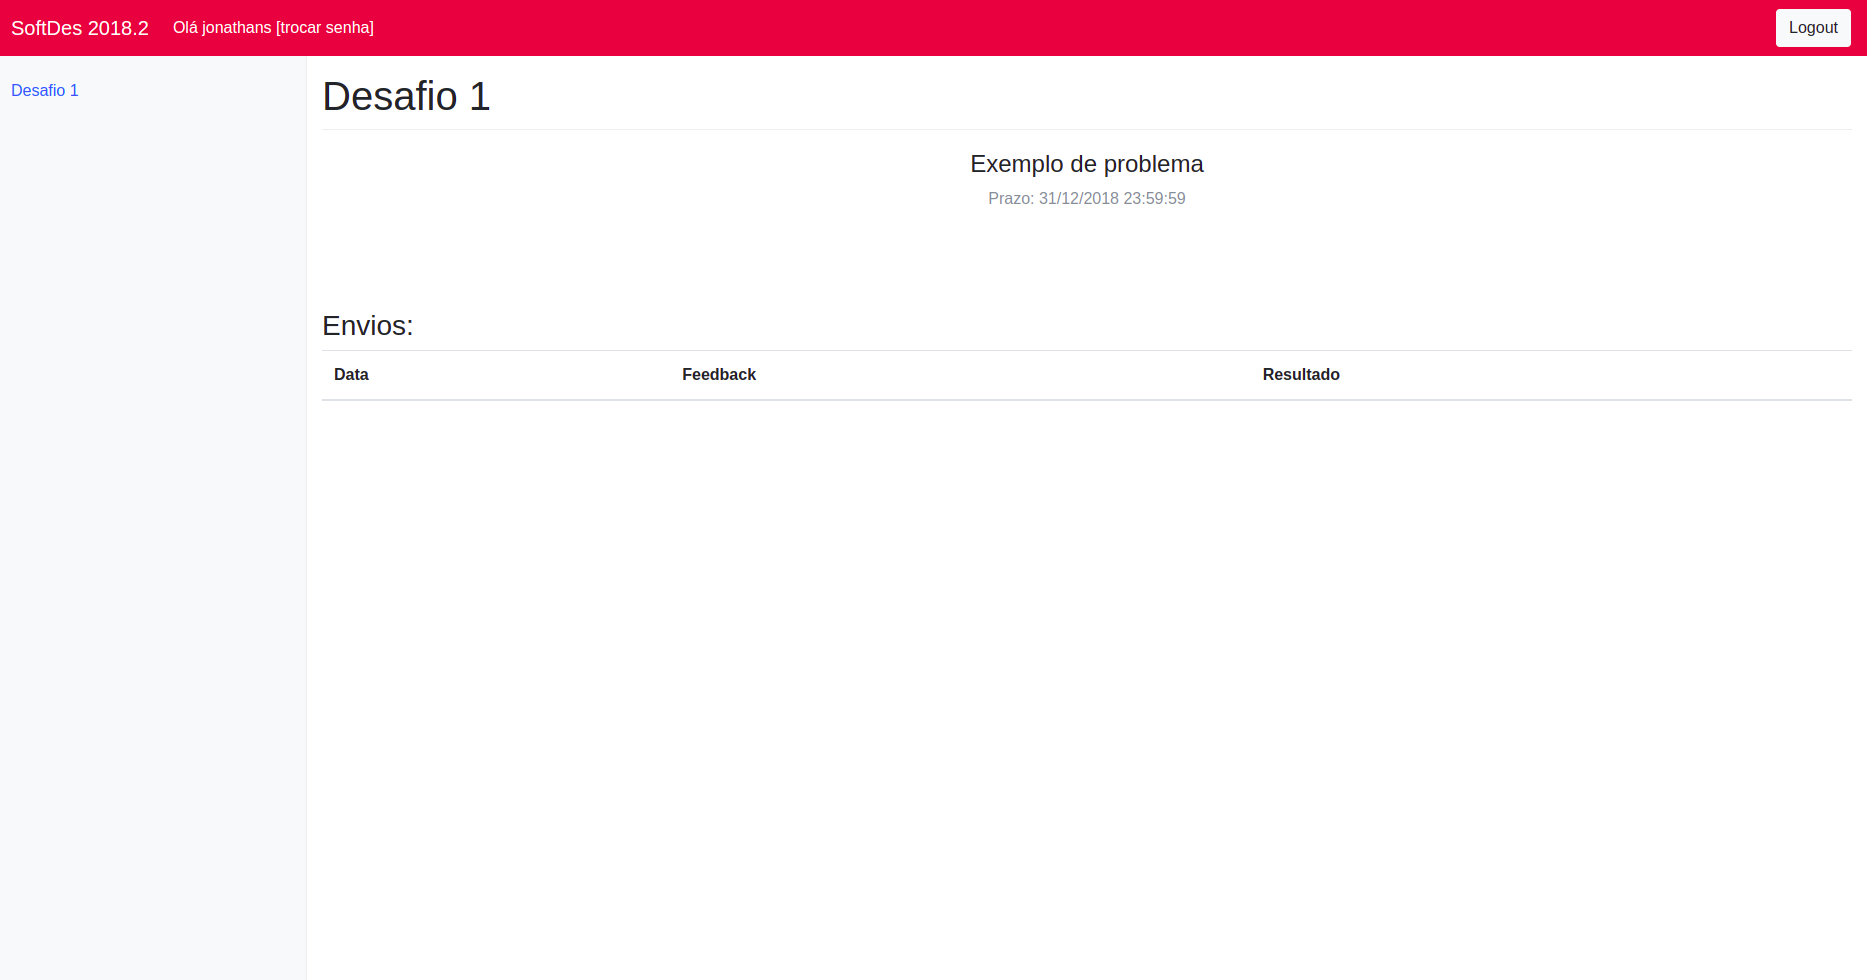 SoftDes 2018.2 Olá jonathans [trocar senha] Logout
Desafio 1
Desafio 1
Exemplo de problema
Prazo: 31/12/2018 23:59:59
Envios:
Data Feedback Resultado